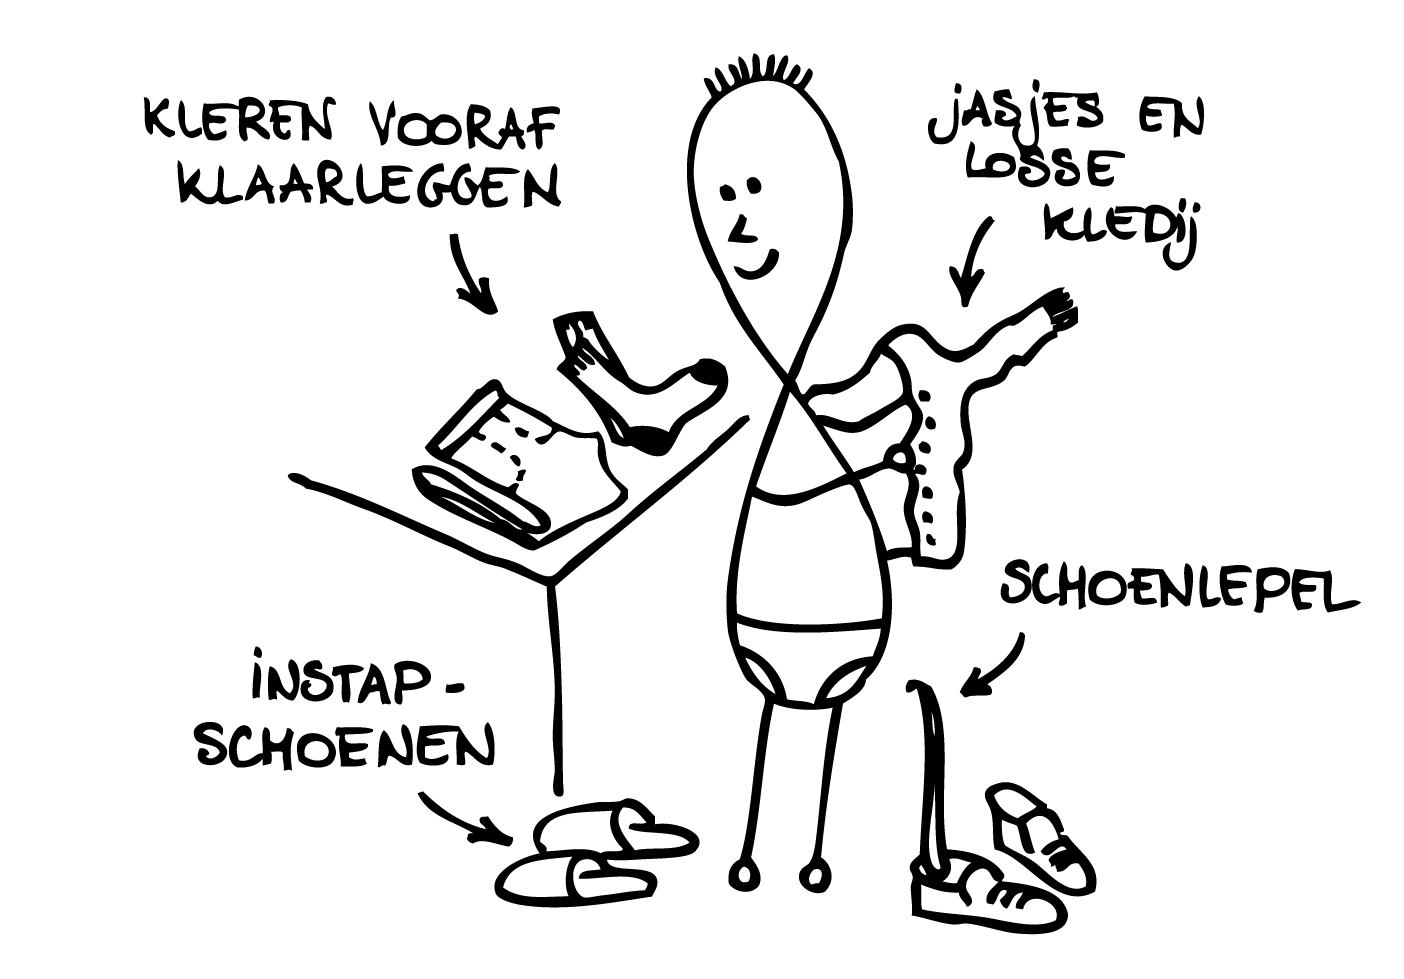 KLEREN VOORAF
KLAARLEGGEN
jASjES EN
LOSSE
KLEDij
SCHOENLEPEL
iNSTAP-
SCHOENEN